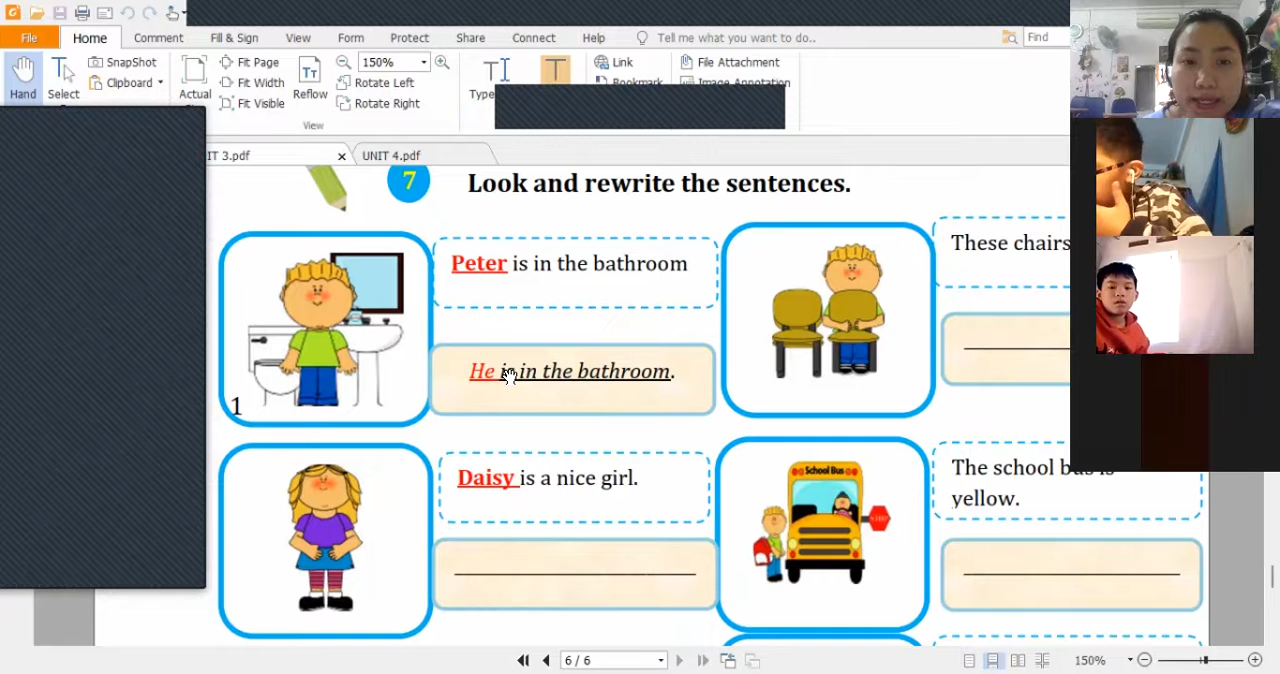 File Home Comment Fill & Sign View Form Protect Share Connect Help Tell me what you want to do.. Find
SnapShot Fit Page 150% Link File Attachment
Clipboard Fit Width Rotate Left Bookmark Image Annotation
Hand Select Actual Fit Visible Reflow Rotate Right
View
3.pdf UNIT 4.pdf
7 Look and rewrite the sentences.
Peter is in the bathroom
These chairs
He is in the bathroom.
1
Daisy is a nice girl.
School Bus
The school bus is
yellow.
6 / 6 150%